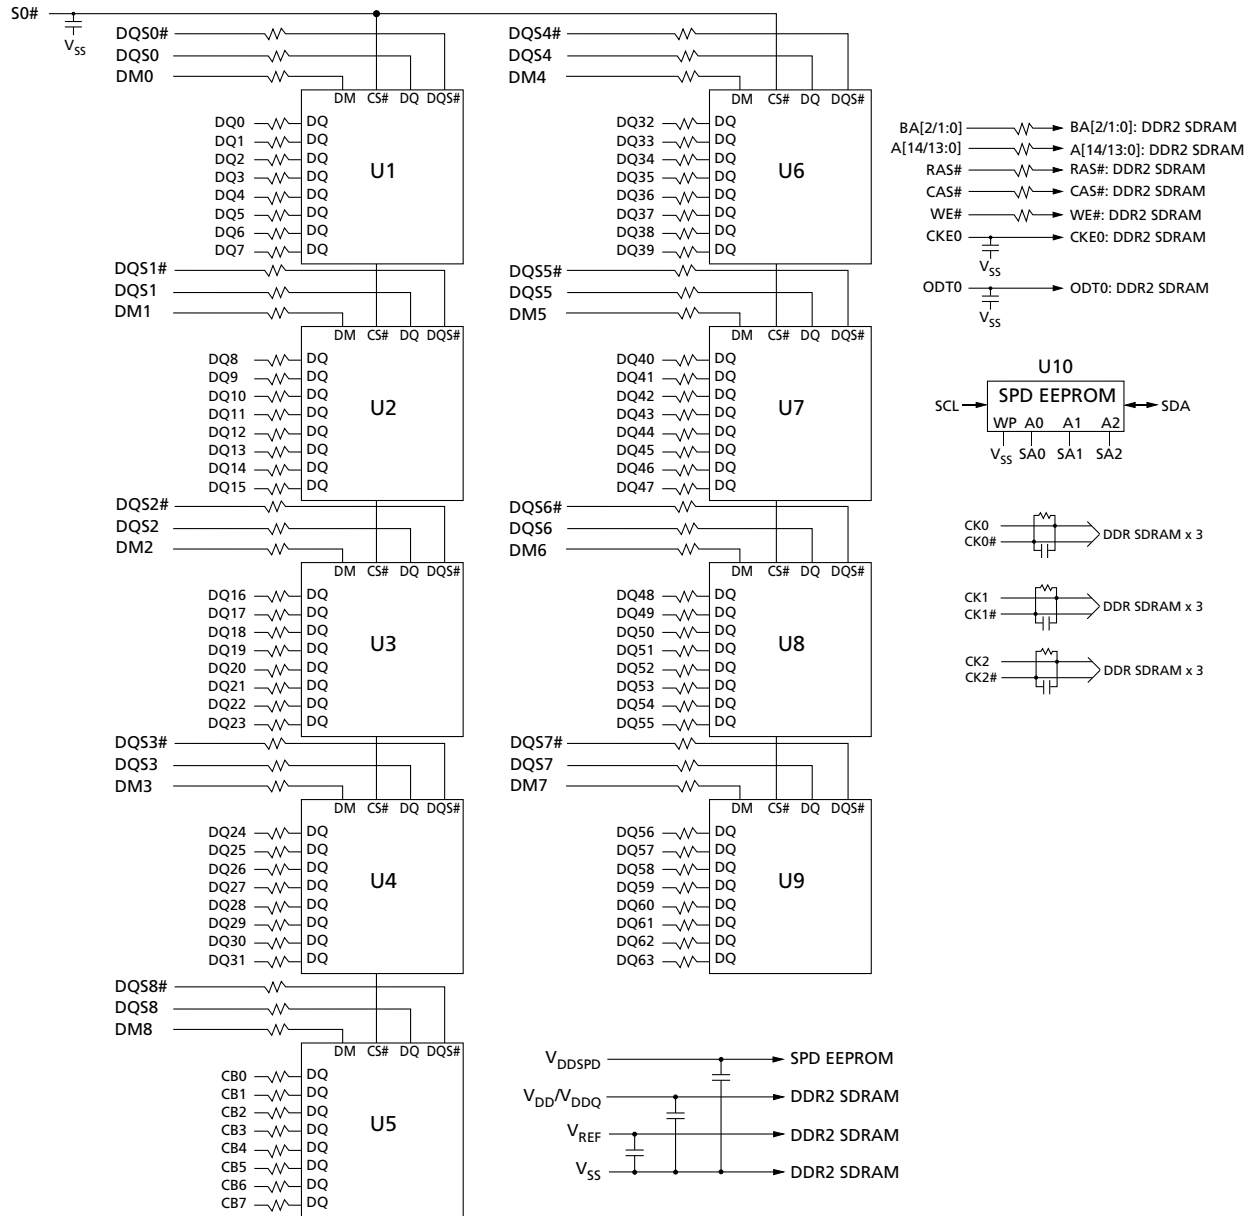 S0#
VSS
DQS0#
DQS0
DM0
DM CS# DQ DQS#
DQ0 DQ
DQ1 DQ
DQ2 DQ
DQ3 DQ
DQ4 DQ
DQ5 DQ
DQ6 DQ
DQ7 DQ
U1
DQS1#
DQS1
DM1
DM CS# DQ DQS#
DQ8 DQ
DQ9 DQ
DQ10 DQ
DQ11 DQ
DQ12 DQ
DQ13 DQ
DQ14 DQ
DQ15 DQ
U2
DQS2#
DQS2
DM2
DM CS# DQ DQS#
DQ16 DQ
DQ17 DQ
DQ18 DQ
DQ19 DQ
DQ20 DQ
DQ21 DQ
DQ22 DQ
DQ23 DQ
U3
DQS3#
DQS3
DM3
DM CS# DQ DQS#
DQ24 DQ
DQ25 DQ
DQ26 DQ
DQ27 DQ
DQ28 DQ
DQ29 DQ
DQ30 DQ
DQ31 DQ
U4
DQS8#
DQS8
DM8
DM CS# DQ DQS#
CB0 DQ
CB1 DQ
CB2 DQ
CB3 DQ
CB4 DQ
CB5 DQ
CB6 DQ
CB7 DQ
U5
DQS4#
DQS4
DM4
DM CS# DQ DQS#
DQ32 DQ
DQ33 DQ
DQ34 DQ
DQ35 DQ
DQ36 DQ
DQ37 DQ
DQ38 DQ
DQ39 DQ
U6
DQS5#
DQS5
DM5
DM CS# DQ DQS#
DQ40 DQ
DQ41 DQ
DQ42 DQ
DQ43 DQ
DQ44 DQ
DQ45 DQ
DQ46 DQ
DQ47 DQ
U7
DQS6#
DQS6
DM6
DM CS# DQ DQS#
DQ48 DQ
DQ49 DQ
DQ50 DQ
DQ51 DQ
DQ52 DQ
DQ53 DQ
DQ54 DQ
DQ55 DQ
U8
DQS7#
DQS7
DM7
DM CS# DQ DQS#
DQ56 DQ
DQ57 DQ
DQ58 DQ
DQ59 DQ
DQ60 DQ
DQ61 DQ
DQ62 DQ
DQ63 DQ
U9
BA[2/1:0] BA[2/1:0]: DDR2 SDRAM
A[14/13:0] A[14/13:0]: DDR2 SDRAM
RAS# RAS#: DDR2 SDRAM
CAS# CAS#: DDR2 SDRAM
WE# WE#: DDR2 SDRAM
CKE0 CKE0: DDR2 SDRAM
VSS
ODT0 ODT0: DDR2 SDRAM
VSS
U10
SPD EEPROM
SCL SDA
WP A0 A1 A2
VSS SA0 SA1 SA2
CK0
CK0#
DDR SDRAM x 3
CK1
CK1#
DDR SDRAM x 3
CK2
CK2#
DDR SDRAM x 3
VDDSPD SPD EEPROM
VDD/VDDQ DDR2 SDRAM
VREF DDR2 SDRAM
VSS DDR2 SDRAM